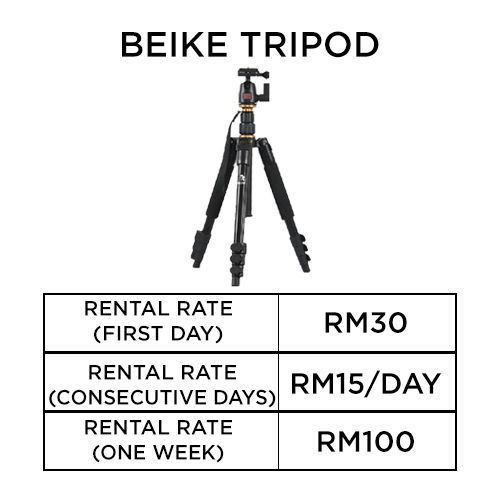 BEIKE TRIPOD
RENTAL RATE
(FIRST DAY)
RM30
RENTAL RATE
(CONSECUTIVE DAYS)
RM15/DAY
RENTAL RATE
(ONE WEEK)
RM100